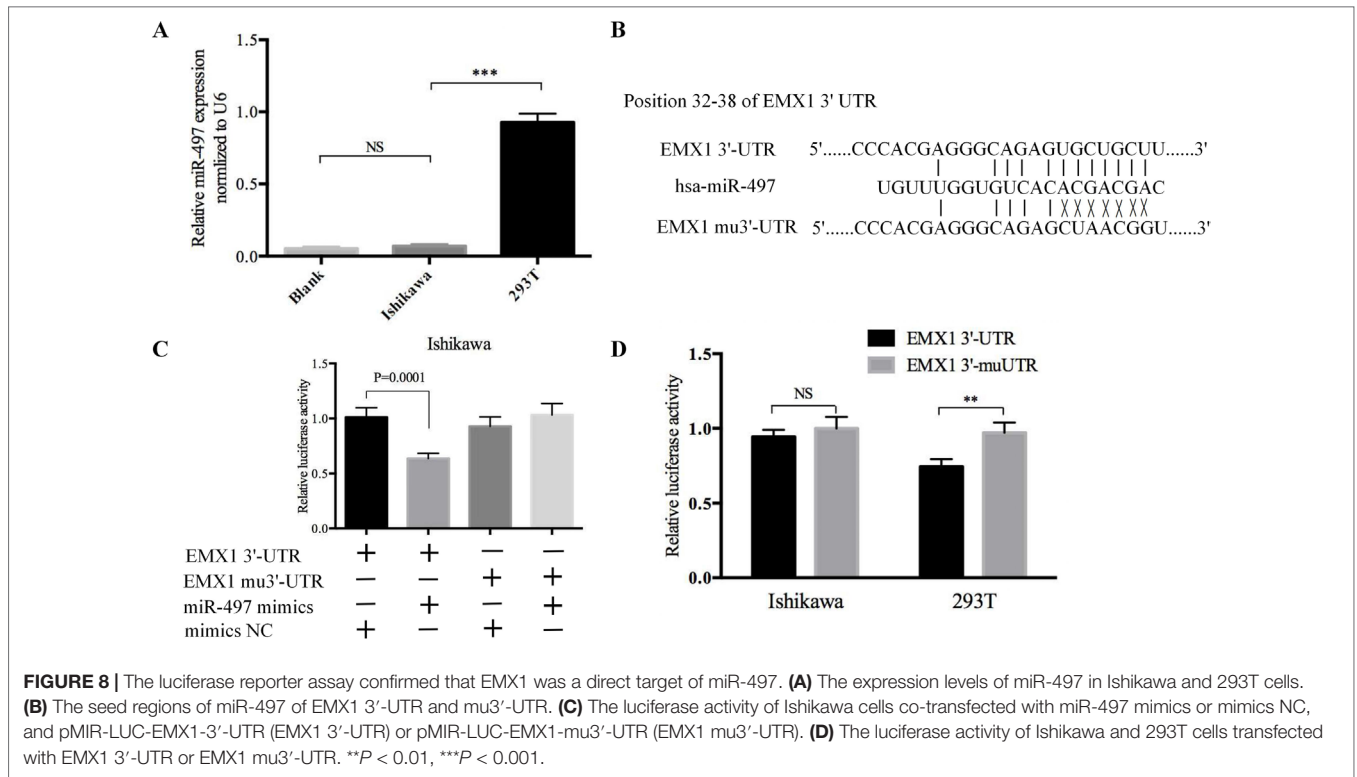 A
Relative miR-497 expression
normlized to U6
1.5
1.0
0.5
0.0
NS
***
Blank
Ishikawa
293T
B
Position 32-38 of EMX1 3' UTR
EMX1 3'-UTR 5'......CCCACGAGGGCAGAGUGCUGCUU......3'
hsa-miR-497 UGUUUGGUGUCACACGACGAC
EMX1 mu3'-UTR 5'......CCCACGAGGGCAGAGCUAACGGU......3'
C
Ishikawa
Relative luciferase activity
1.5
1.0
0.5
0.0
P=0.0001
EMX1 3'-UTR + + — —
EMX1 mu3'-UTR — — + +
miR-497 mimics — + — +
mimics NC + — + —
D
EMX1 3'-UTR
EMX1 3'-muUTR
Relative luciferase activity
1.5
1.0
0.5
0.0
NS
**
Ishikawa
293T
FIGURE 8 | The luciferase reporter assay confirmed that EMX1 was a direct target of miR-497. (A) The expression levels of miR-497 in Ishikawa and 293T cells.
(B) The seed regions of miR-497 of EMX1 3′-UTR and mu3′-UTR. (C) The luciferase activity of Ishikawa cells co-transfected with miR-497 mimics or mimics NC,
and pMIR-LUC-EMX1-3′-UTR (EMX1 3′-UTR) or pMIR-LUC-EMX1-mu3′-UTR (EMX1 mu3′-UTR). (D) The luciferase activity of Ishikawa and 293T cells transfected
with EMX1 3′-UTR or EMX1 mu3′-UTR. **P < 0.01, ***P < 0.001.